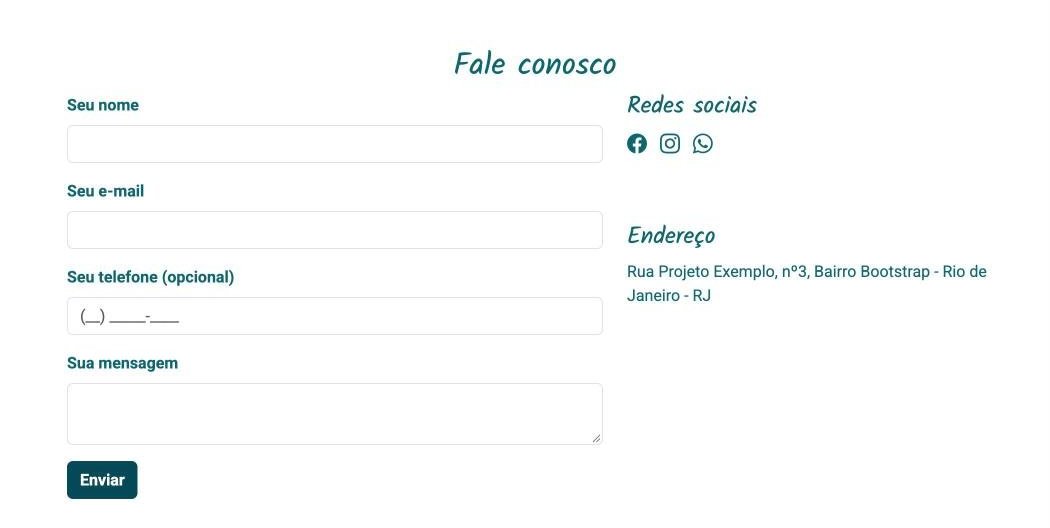 Fale conosco
Seu nome
Seu e-mail
Seu telefone (opcional)
(__) _____-____
Sua mensagem
Enviar
Redes sociais
Endereço
Rua Projeto Exemplo, nº3, Bairro Bootstrap - Rio de
Janeiro - RJ